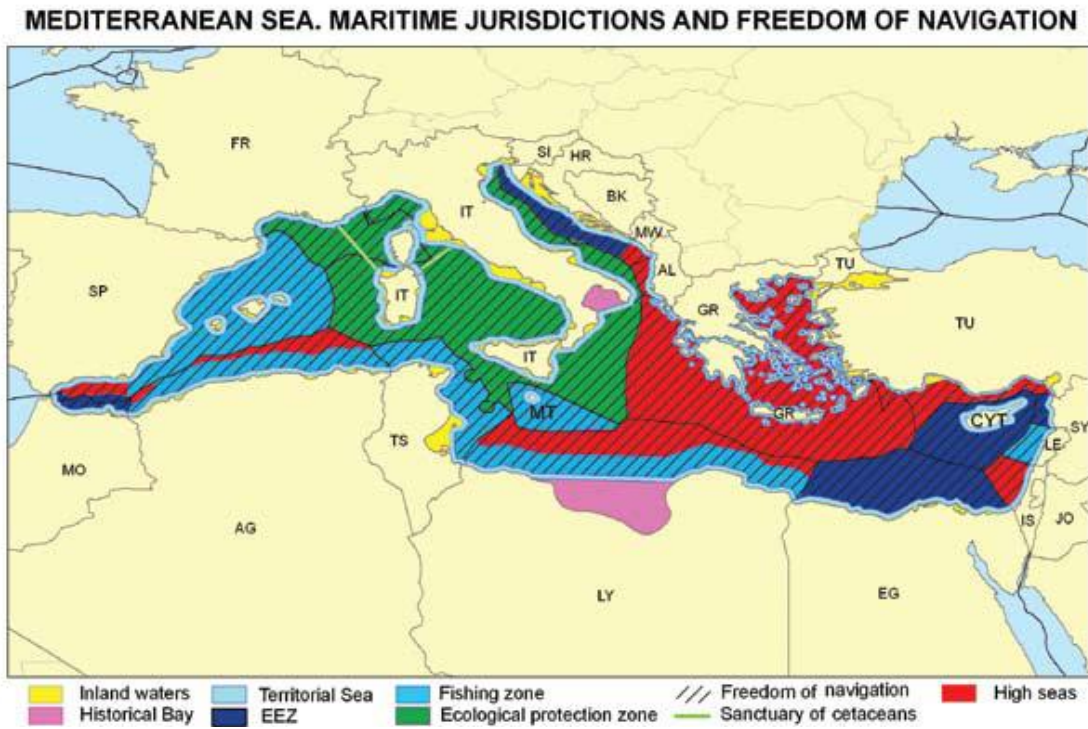 MEDITERRANEAN SEA. MARITIME JURISDICTIONS AND FREEDOM OF NAVIGATION
FR
SI
HR
BK
IT
MW
AL
TU
SP
IT
GR
TU
IT
MT
GR
CYT
SY
LE
TS
MO
IS
JO
AG
LY
EG
Inland waters
Territorial Sea
Fishing zone
Freedom of navigation
High seas
Historical Bay
EEZ
Ecological protection zone
Sanctuary of cetaceans